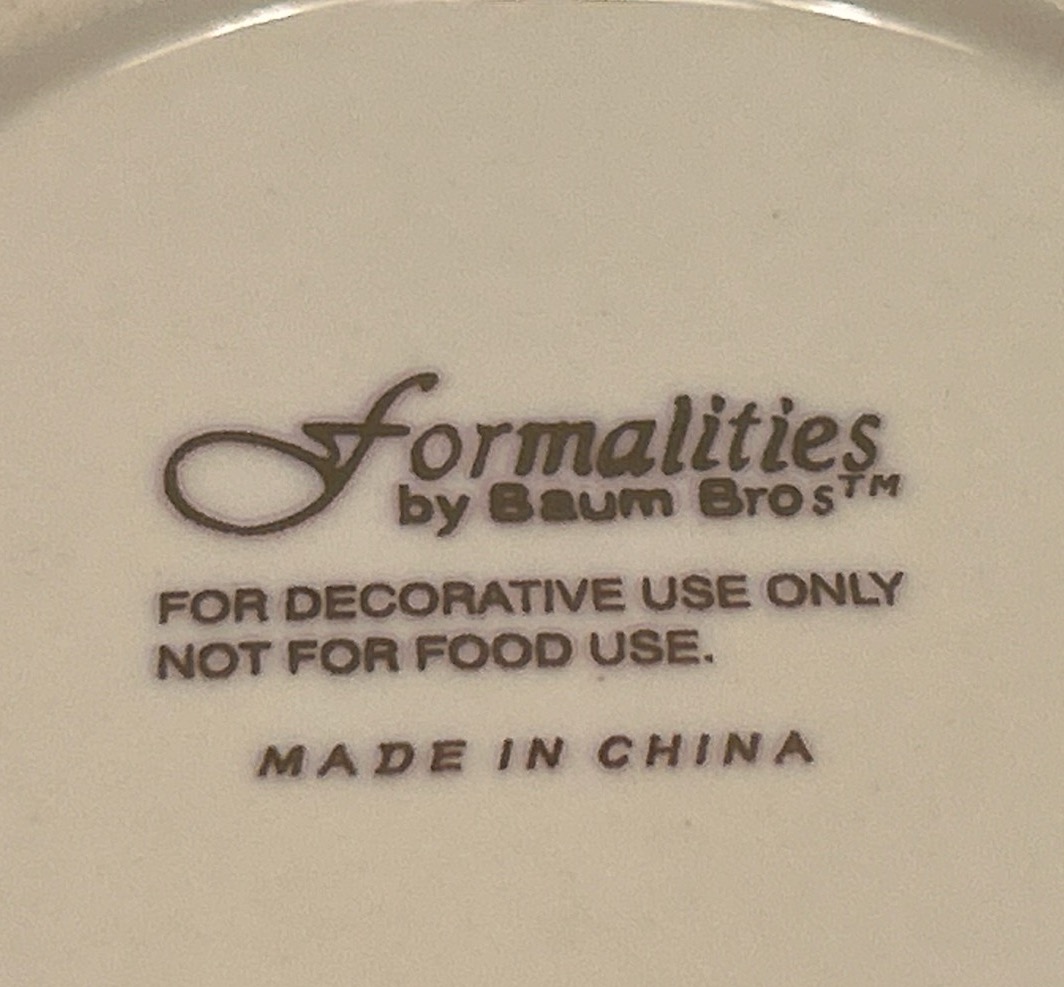 formalities
by Baum Bros™
FOR DECORATIVE USE ONLY
NOT FOR FOOD USE.
MADE IN CHINA